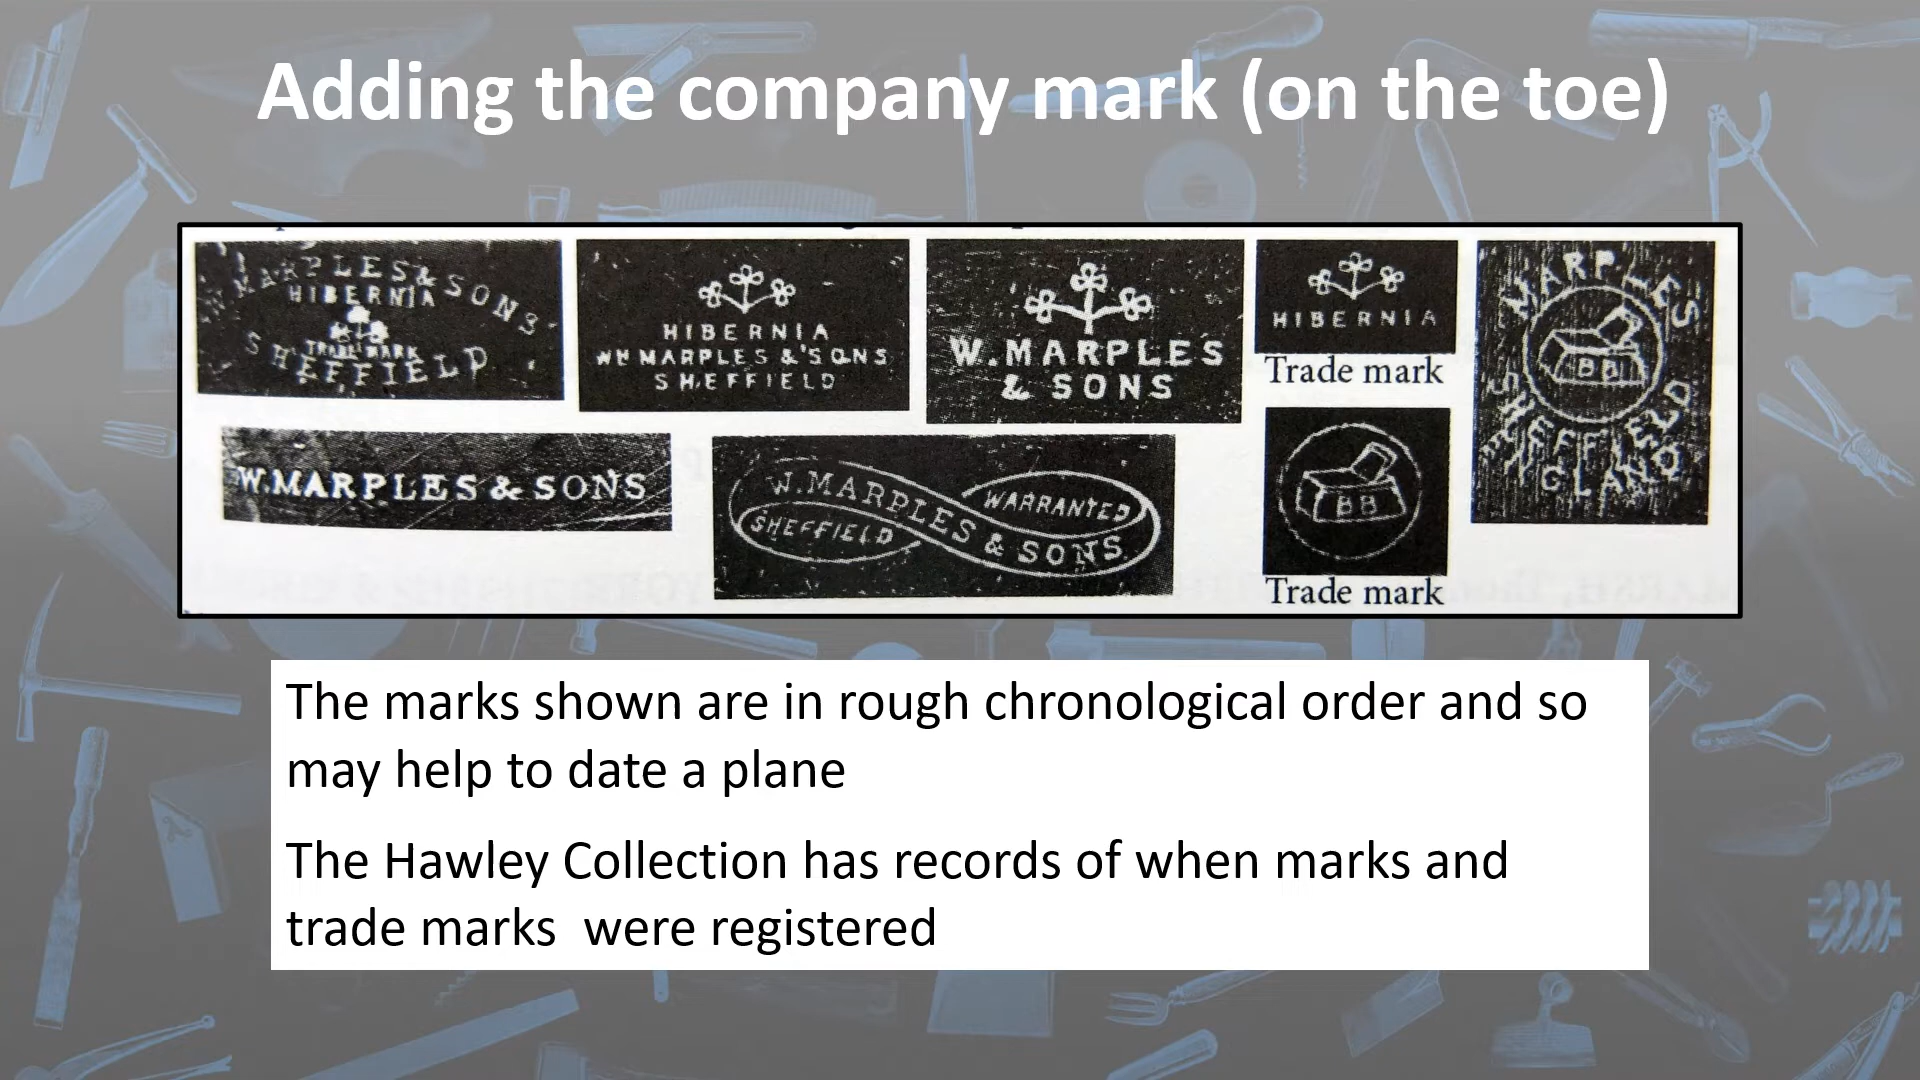 Adding the company mark (on the toe)
W MARPLES & SONS
HIBERNIA
TRADE MARK
SHEFFIELD
HIBERNIA
WM MARPLES & SONS
SHEFFIELD
W. MARPLES
& SONS
HIBERNIA
Trade mark
MARPLES
BB
SHEFFIELD
ENGLAND
W. MARPLES & SONS
W. MARPLES & SONS
WARRANTED
SHEFFIELD
BB
Trade mark
The marks shown are in rough chronological order and so
may help to date a plane
The Hawley Collection has records of when marks and
trade marks were registered